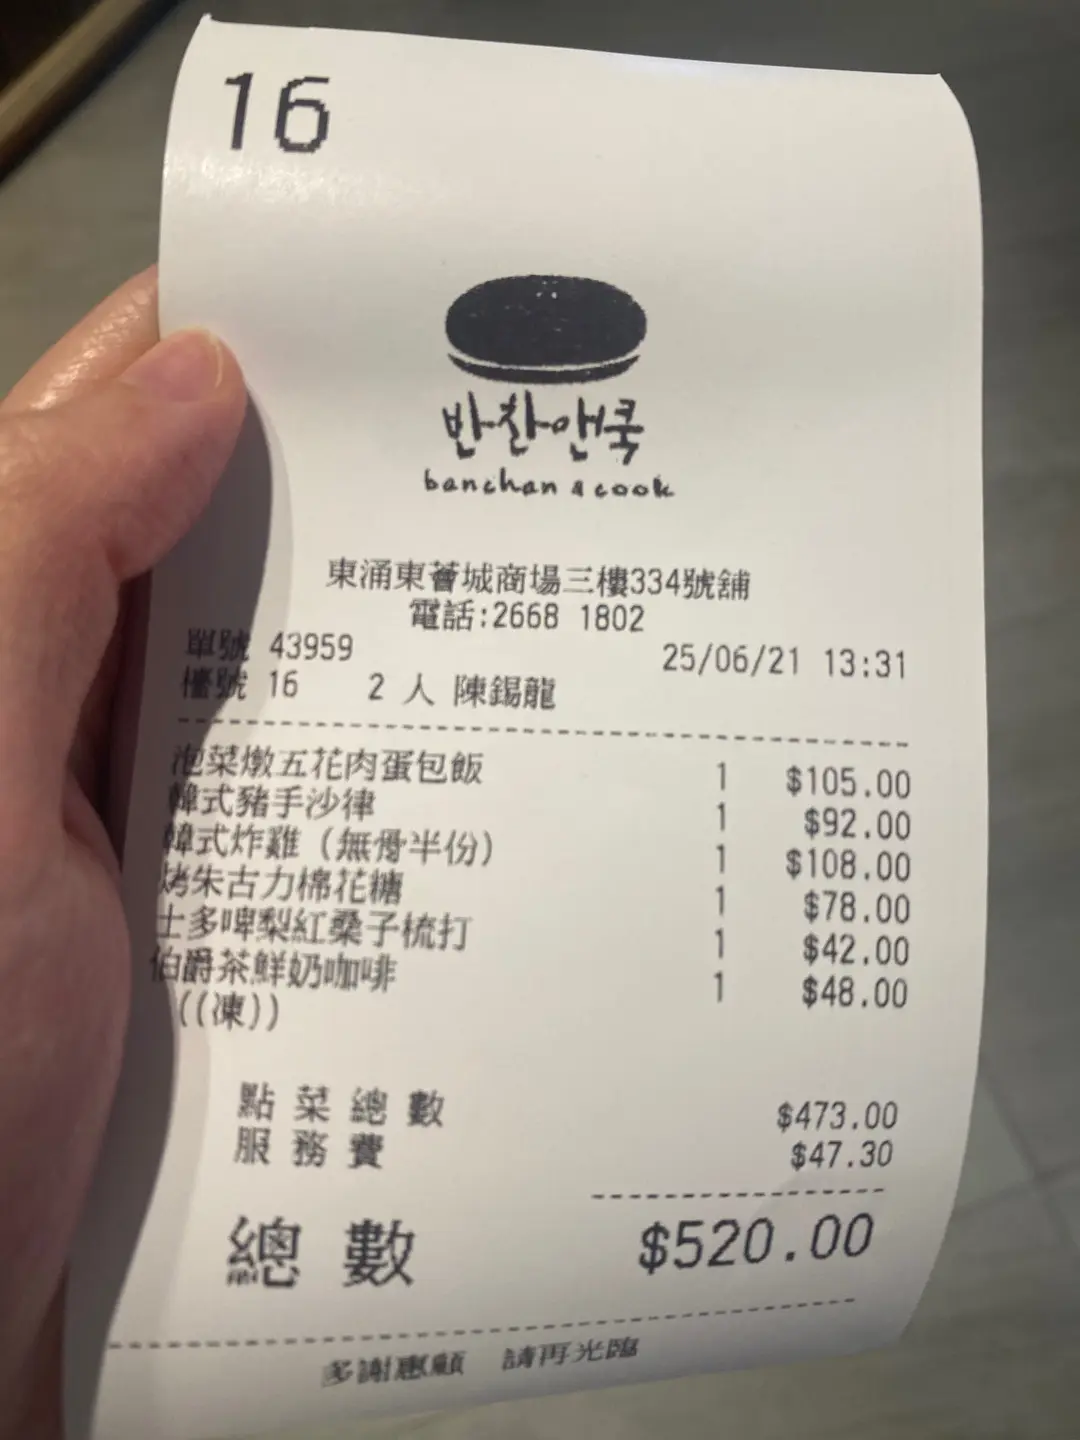 16
반찬앤쿡
banchan & cook
東涌東薈城商場三樓334號舖
電話:2668 1802
單號 43959 25/06/21 13:31
檯號 16 2 人 陳錫龍
泡菜燉五花肉蛋包飯 1 $105.00
韓式豬手沙律 1 $92.00
韓式炸雞（無骨半份） 1 $108.00
烤朱古力棉花糖 1 $78.00
士多啤梨紅桑子梳打 1 $42.00
伯爵茶鮮奶咖啡 1 $48.00
((凍))
點菜總數 $473.00
服務費 $47.30
總數 $520.00
多謝惠顧 請再光臨